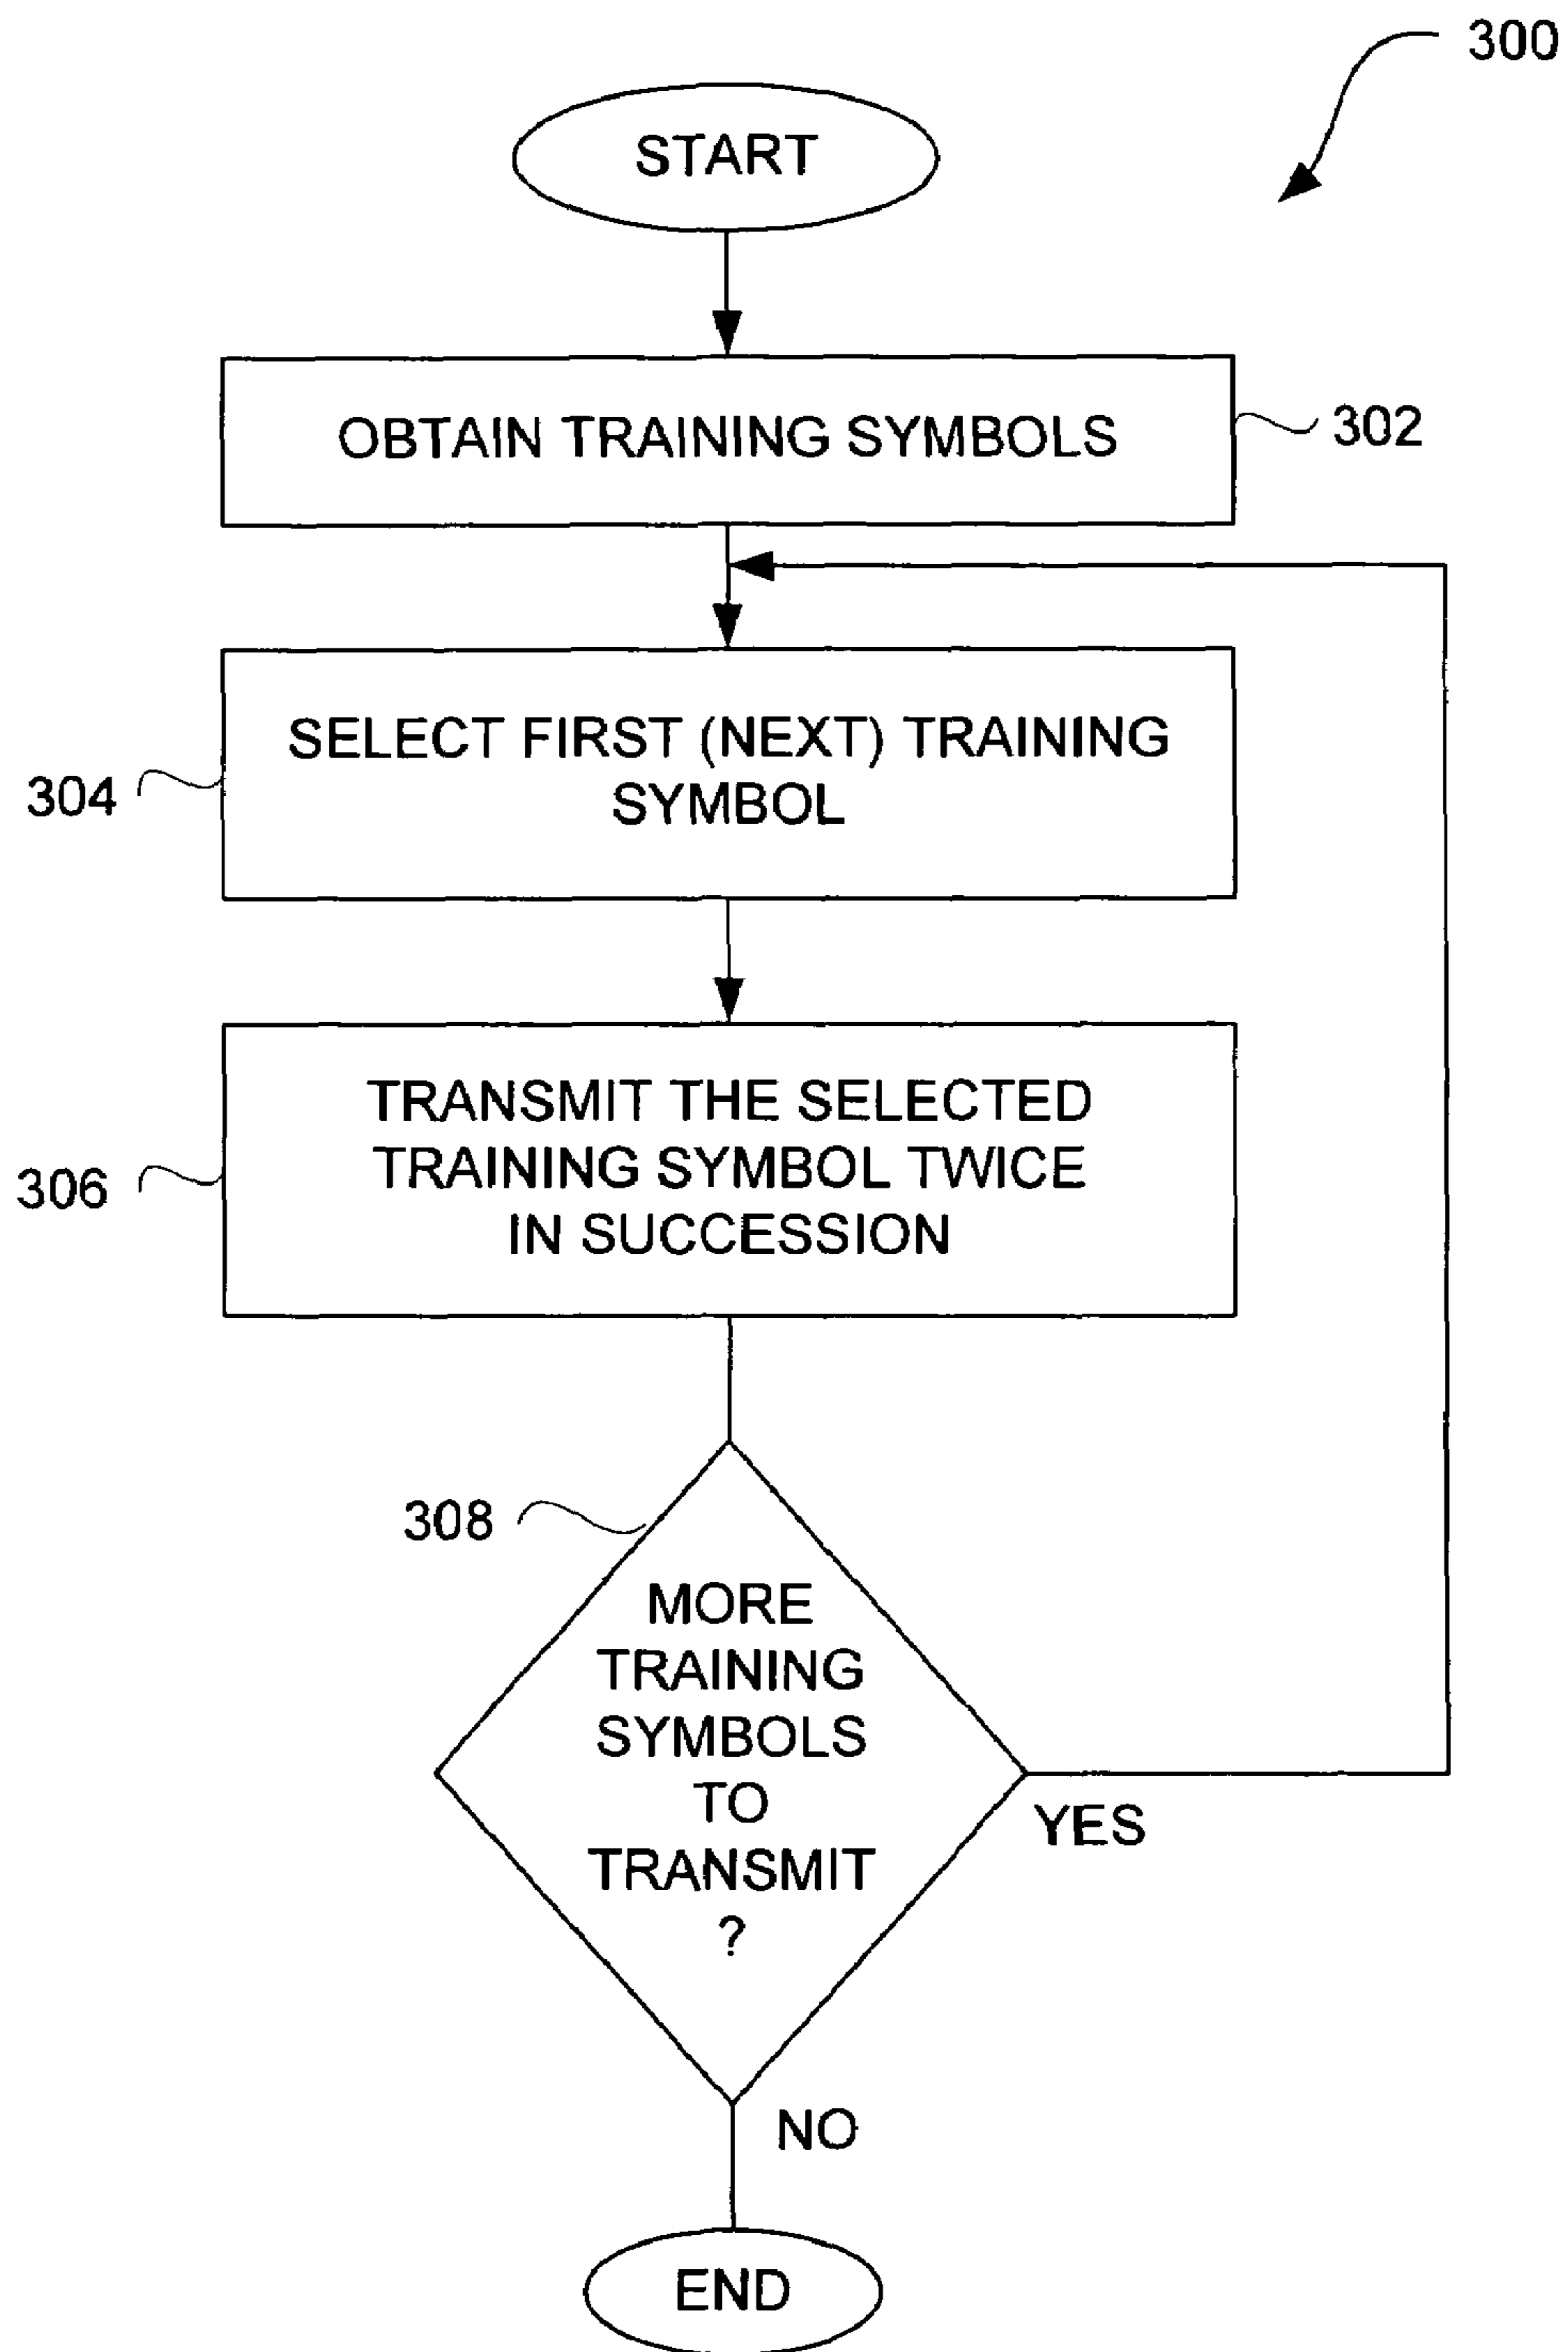 300
START
OBTAIN TRAINING SYMBOLS
302
SELECT FIRST (NEXT) TRAINING
SYMBOL
304
TRANSMIT THE SELECTED
TRAINING SYMBOL TWICE
IN SUCCESSION
306
308
MORE
TRAINING
SYMBOLS
TO
TRANSMIT
?
YES
NO
END